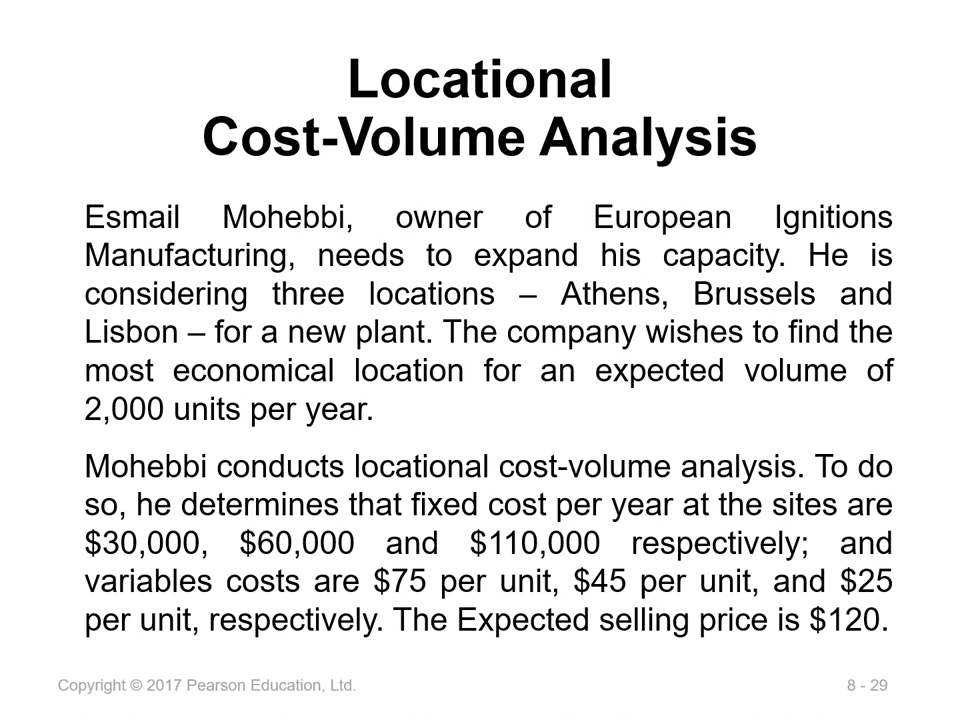 Locational
Cost-Volume Analysis
Esmail Mohebbi, owner of European Ignitions
Manufacturing, needs to expand his capacity. He is
considering three locations – Athens, Brussels and
Lisbon – for a new plant. The company wishes to find the
most economical location for an expected volume of
2,000 units per year.
Mohebbi conducts locational cost-volume analysis. To do
so, he determines that fixed cost per year at the sites are
$30,000, $60,000 and $110,000 respectively; and
variables costs are $75 per unit, $45 per unit, and $25
per unit, respectively. The Expected selling price is $120.
Copyright © 2017 Pearson Education, Ltd.
8 - 29